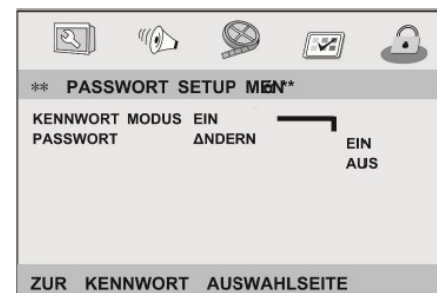 ** PASSWORT SETUP MEN**
KENNWORT MODUS EIN
PASSWORT ΔNDERN
EIN
AUS
ZUR KENNWORT AUSWAHLSEITE